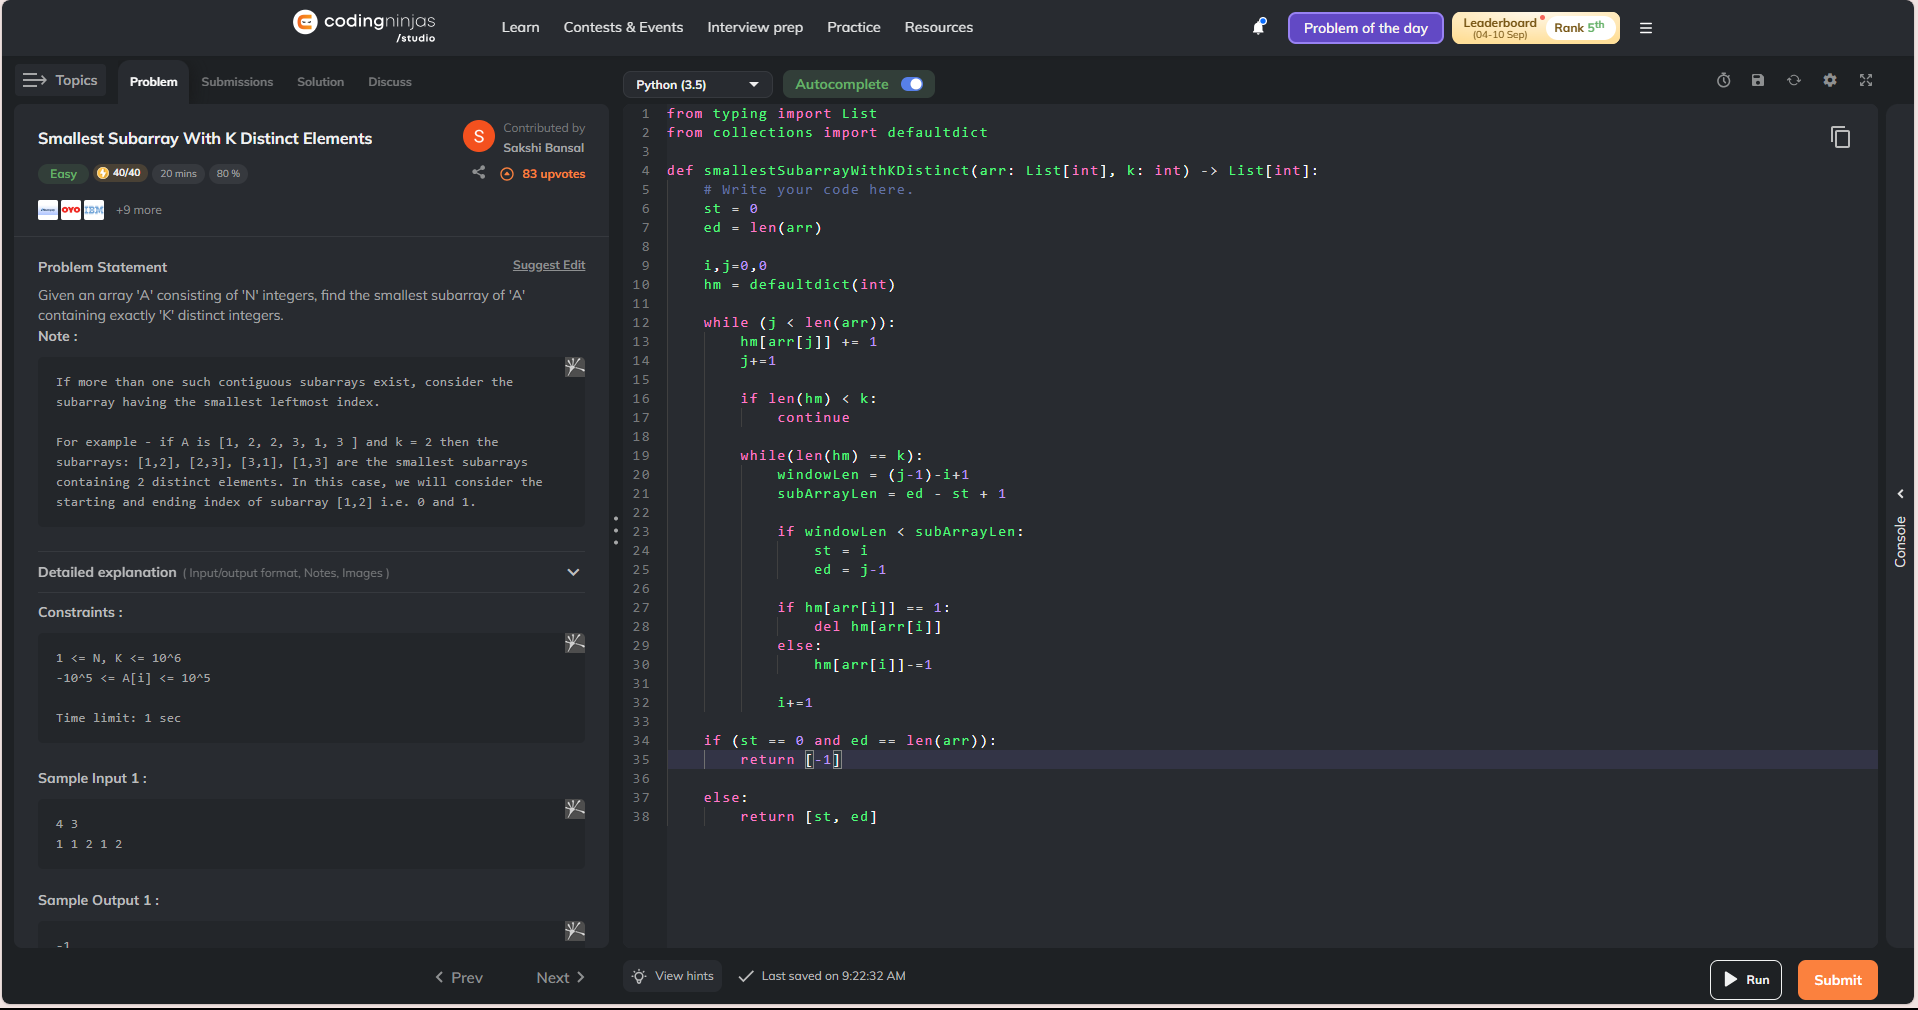 codingninjas
/studio
Learn
Contests & Events
Interview prep
Practice
Resources
Problem of the day
Leaderboard
(04-10 Sep)
Rank 5th
Topics
Problem
Submissions
Solution
Discuss
Python (3.5)
Autocomplete
Smallest Subarray With K Distinct Elements
S
Contributed by
Sakshi Bansal
Easy
40/40
20 mins
80 %
83 upvotes
OYO
IBM
+9 more
Problem Statement
Suggest Edit
Given an array 'A' consisting of 'N' integers, find the smallest subarray of 'A'
containing exactly 'K' distinct integers.
Note :
If more than one such contiguous subarrays exist, consider the
subarray having the smallest leftmost index.
For example - if A is [1, 2, 2, 3, 1, 3 ] and k = 2 then the
subarrays: [1,2], [2,3], [3,1], [1,3] are the smallest subarrays
containing 2 distinct elements. In this case, we will consider the
starting and ending index of subarray [1,2] i.e. 0 and 1.
Detailed explanation ( Input/output format, Notes, Images )
Constraints :
1 <= N, K <= 10^6
-10^5 <= A[i] <= 10^5
Time limit: 1 sec
Sample Input 1 :
4 3
1 1 2 1 2
Sample Output 1 :
-1
Prev
Next
1 from typing import List
2 from collections import defaultdict
3
4 def smallestSubarrayWithKDistinct(arr: List[int], k: int) -> List[int]:
5 # Write your code here.
6 st = 0
7 ed = len(arr)
8
9 i,j=0,0
10 hm = defaultdict(int)
11
12 while (j < len(arr)):
13 hm[arr[j]] += 1
14 j+=1
15
16 if len(hm) < k:
17 continue
18
19 while(len(hm) == k):
20 windowLen = (j-1)-i+1
21 subArrayLen = ed - st + 1
22
23 if windowLen < subArrayLen:
24 st = i
25 ed = j-1
26
27 if hm[arr[i]] == 1:
28 del hm[arr[i]]
29 else:
30 hm[arr[i]]-=1
31
32 i+=1
33
34 if (st == 0 and ed == len(arr)):
35 return [-1]
36
37 else:
38 return [st, ed]
Console
View hints
Last saved on 9:22:32 AM
Run
Submit